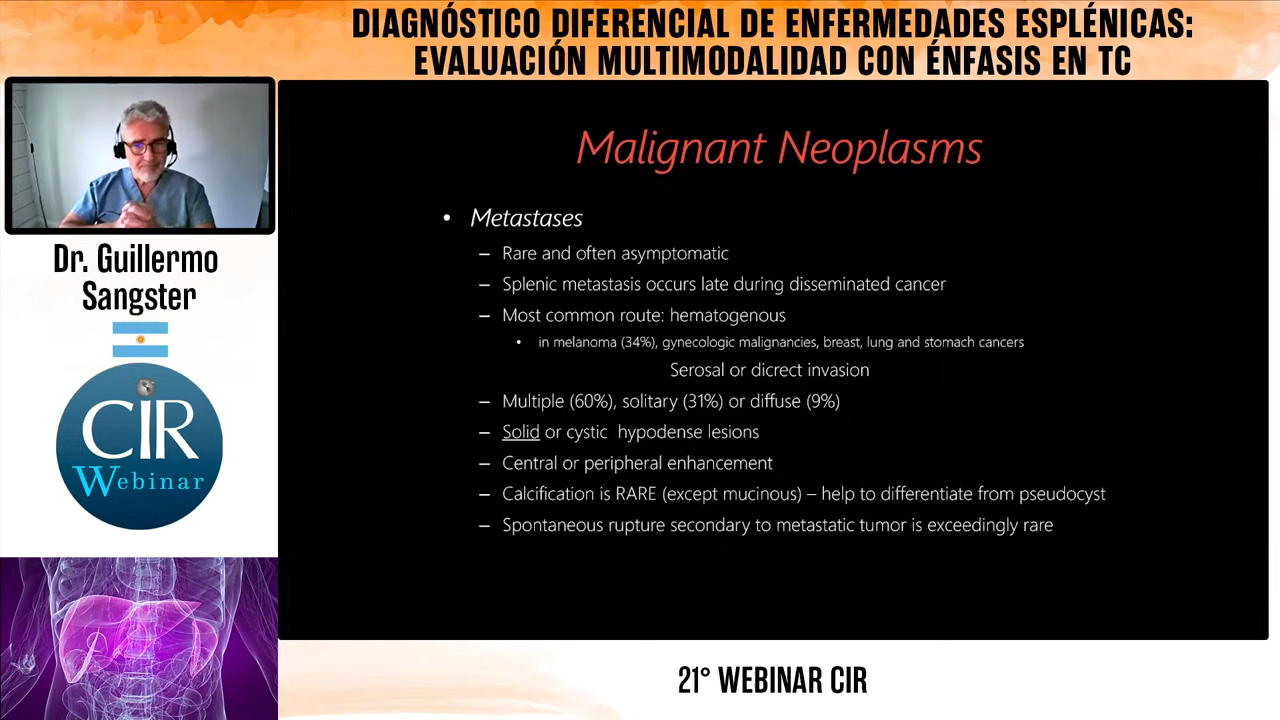 DIAGNÓSTICO DIFERENCIAL DE ENFERMEDADES ESPLÉNICAS:
EVALUACIÓN MULTIMODALIDAD CON ÉNFASIS EN TC
Dr. Guillermo
Sangster
CIR
Webinar
Malignant Neoplasms
• Metastases
– Rare and often asymptomatic
– Splenic metastasis occurs late during disseminated cancer
– Most common route: hematogenous
• in melanoma (34%), gynecologic malignancies, breast, lung and stomach cancers
Serosal or dicrect invasion
– Multiple (60%), solitary (31%) or diffuse (9%)
– Solid or cystic hypodense lesions
– Central or peripheral enhancement
– Calcification is RARE (except mucinous) – help to differentiate from pseudocyst
– Spontaneous rupture secondary to metastatic tumor is exceedingly rare
21° WEBINAR CIR